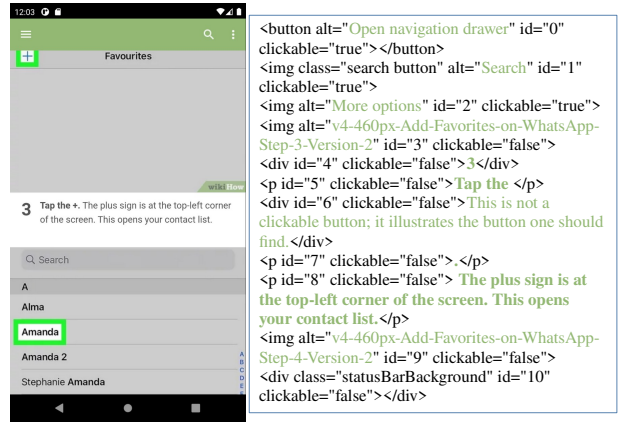 12:03
+ Favourites
wikiHow
3 Tap the +. The plus sign is at the top-left corner
of the screen. This opens your contact list.
Search
A
Alma
Amanda
Amanda 2
Stephanie Amanda
A
B
C
D
E
<button alt="Open navigation drawer" id="0"
clickable="true"></button>
<img class="search button" alt="Search" id="1"
clickable="true">
<img alt="More options" id="2" clickable="true">
<img alt="v4-460px-Add-Favorites-on-WhatsApp-
Step-3-Version-2" id="3" clickable="false">
<div id="4" clickable="false">3</div>
<p id="5" clickable="false">Tap the </p>
<div id="6" clickable="false">This is not a
clickable button; it illustrates the button one should
find.</div>
<p id="7" clickable="false">.</p>
<p id="8" clickable="false"> The plus sign is at
the top-left corner of the screen. This opens
your contact list.</p>
<img alt="v4-460px-Add-Favorites-on-WhatsApp-
Step-4-Version-2" id="9" clickable="false">
<div class="statusBarBackground" id="10"
clickable="false"></div>